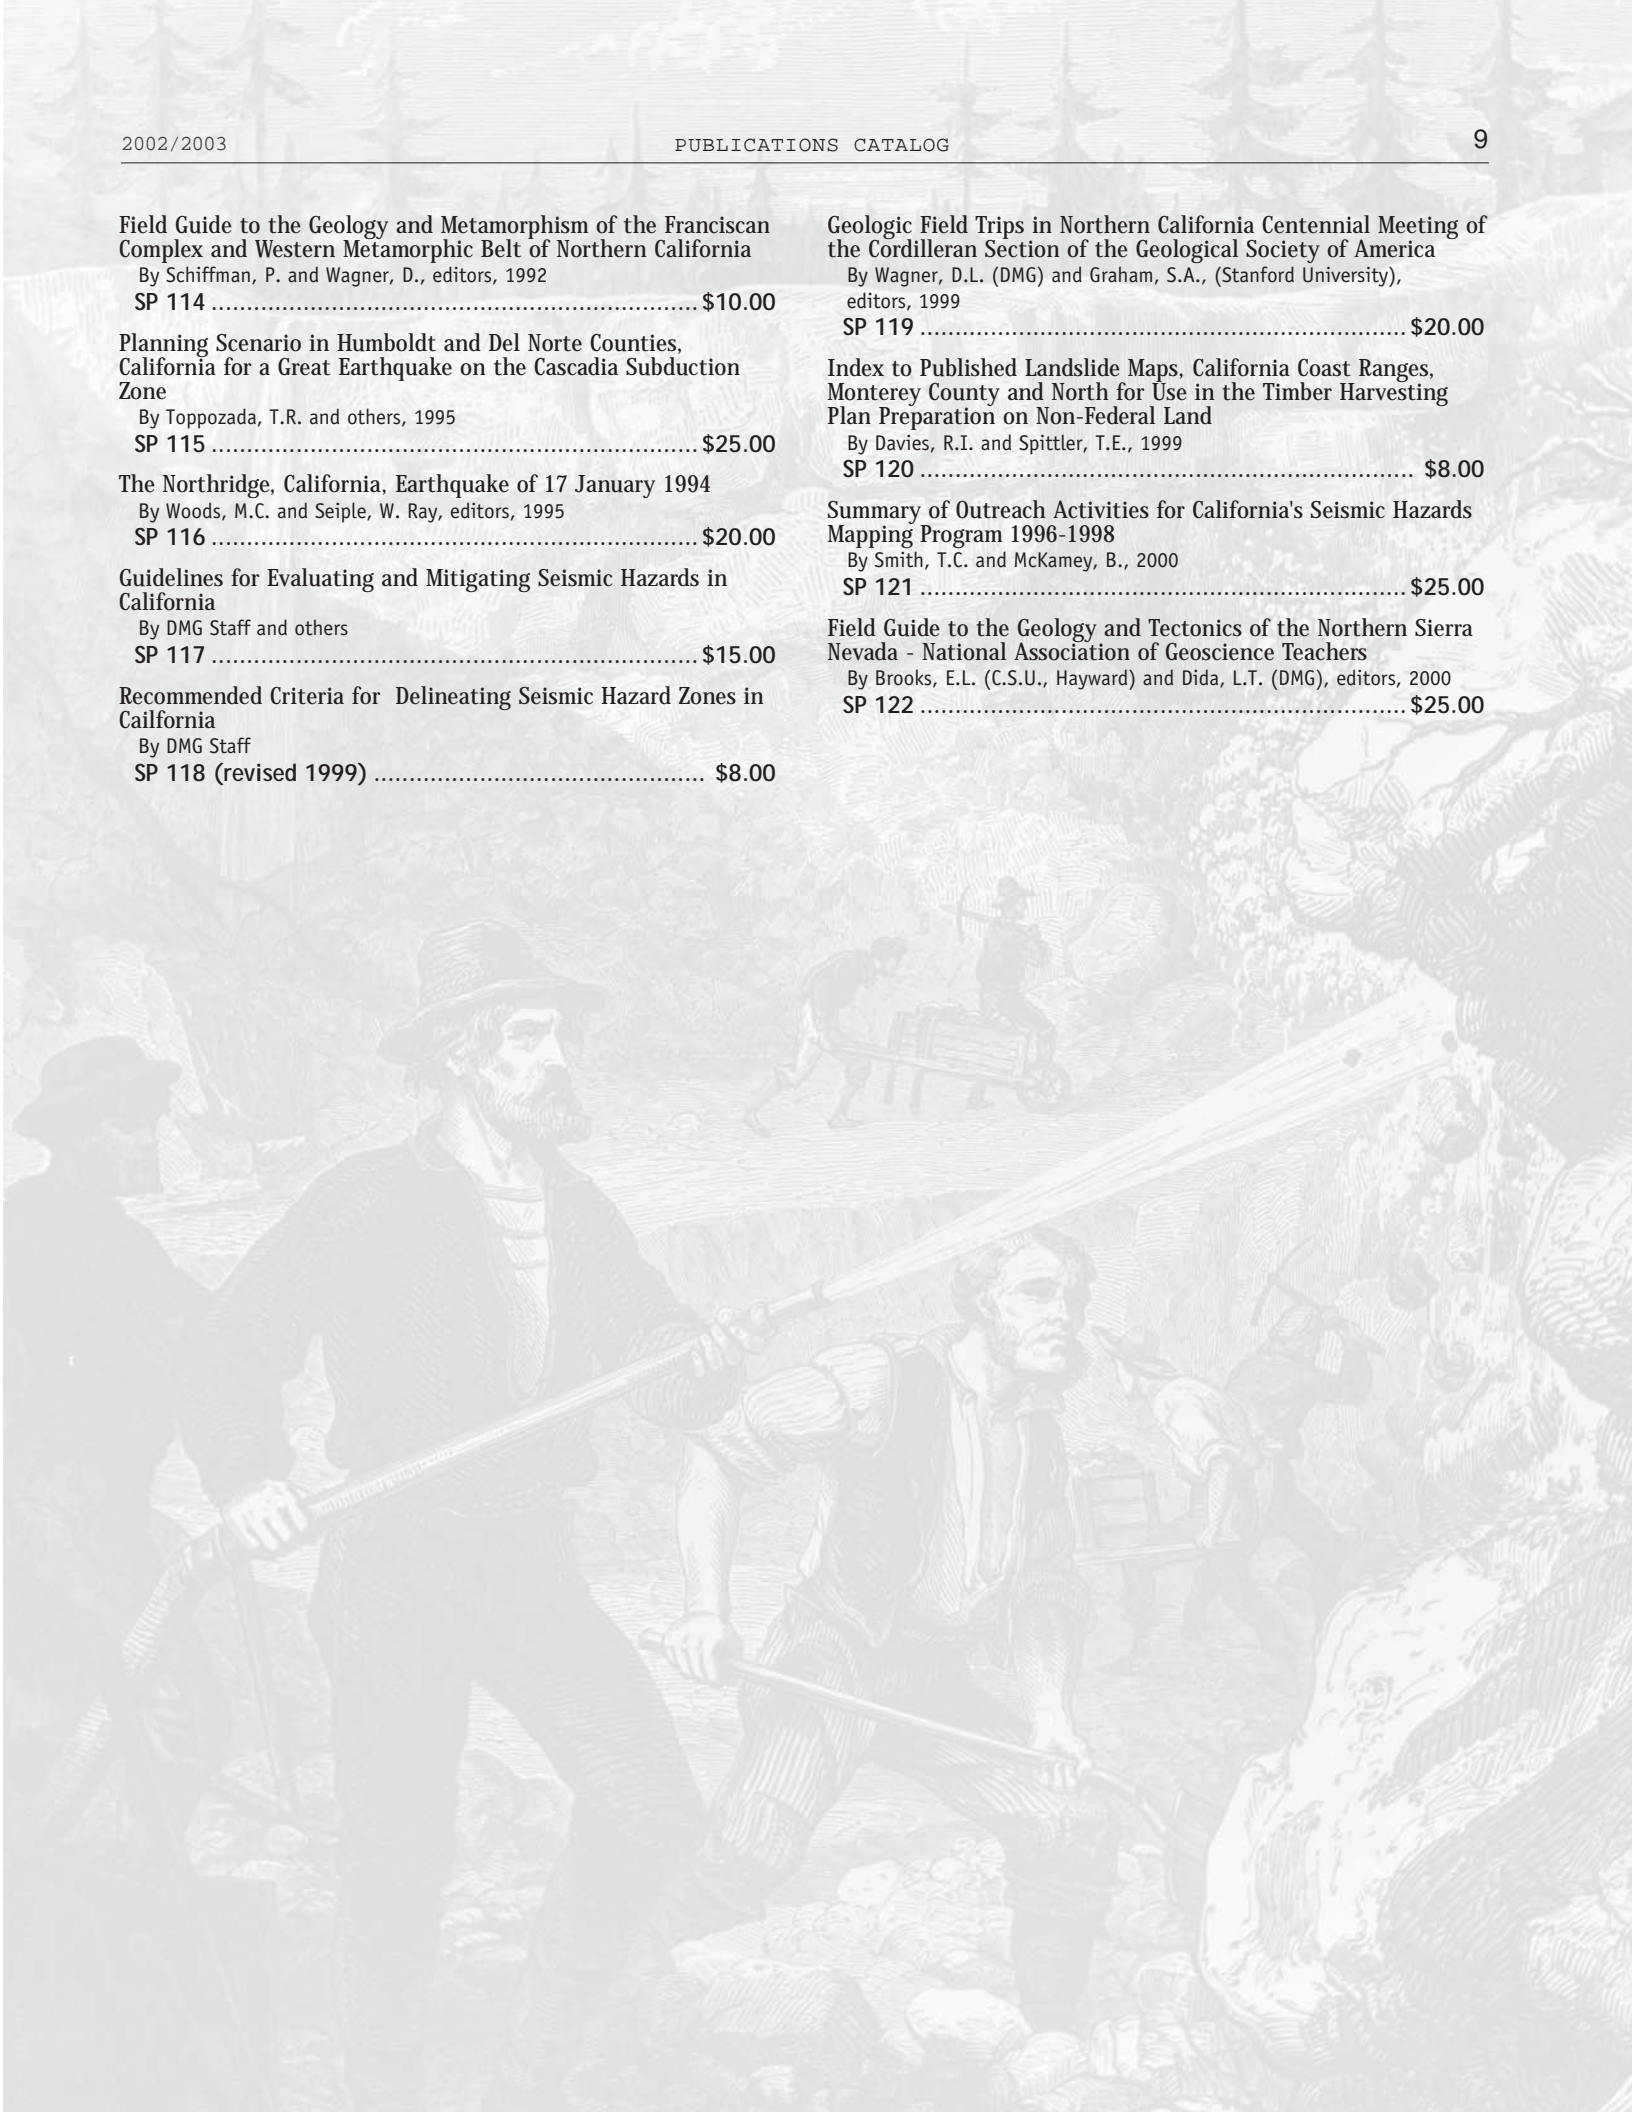 2002/2003
PUBLICATIONS CATALOG
9
Field Guide to the Geology and Metamorphism of the Franciscan
Complex and Western Metamorphic Belt of Northern California
By Schiffman, P. and Wagner, D., editors, 1992
SP 114 ..................................................................... $10.00
Planning Scenario in Humboldt and Del Norte Counties,
California for a Great Earthquake on the Cascadia Subduction
Zone
By Toppozada, T.R. and others, 1995
SP 115 ..................................................................... $25.00
The Northridge, California, Earthquake of 17 January 1994
By Woods, M.C. and Seiple, W. Ray, editors, 1995
SP 116 ..................................................................... $20.00
Guidelines for Evaluating and Mitigating Seismic Hazards in
California
By DMG Staff and others
SP 117 ..................................................................... $15.00
Recommended Criteria for  Delineating Seismic Hazard Zones in
Cailfornia
By DMG Staff
SP 118 (revised 1999) ............................................... $8.00
Geologic Field Trips in Northern California Centennial Meeting of
the Cordilleran Section of the Geological Society of America
By Wagner, D.L. (DMG) and Graham, S.A., (Stanford University),
editors, 1999
SP 119 ..................................................................... $20.00
Index to Published Landslide Maps, California Coast Ranges,
Monterey County and North for Use in the Timber Harvesting
Plan Preparation on Non-Federal Land
By Davies, R.I. and Spittler, T.E., 1999
SP 120 ...................................................................... $8.00
Summary of Outreach Activities for California's Seismic Hazards
Mapping Program 1996-1998
By Smith, T.C. and McKamey, B., 2000
SP 121 ..................................................................... $25.00
Field Guide to the Geology and Tectonics of the Northern Sierra
Nevada - National Association of Geoscience Teachers
By Brooks, E.L. (C.S.U., Hayward) and Dida, L.T. (DMG), editors, 2000
SP 122 ..................................................................... $25.00